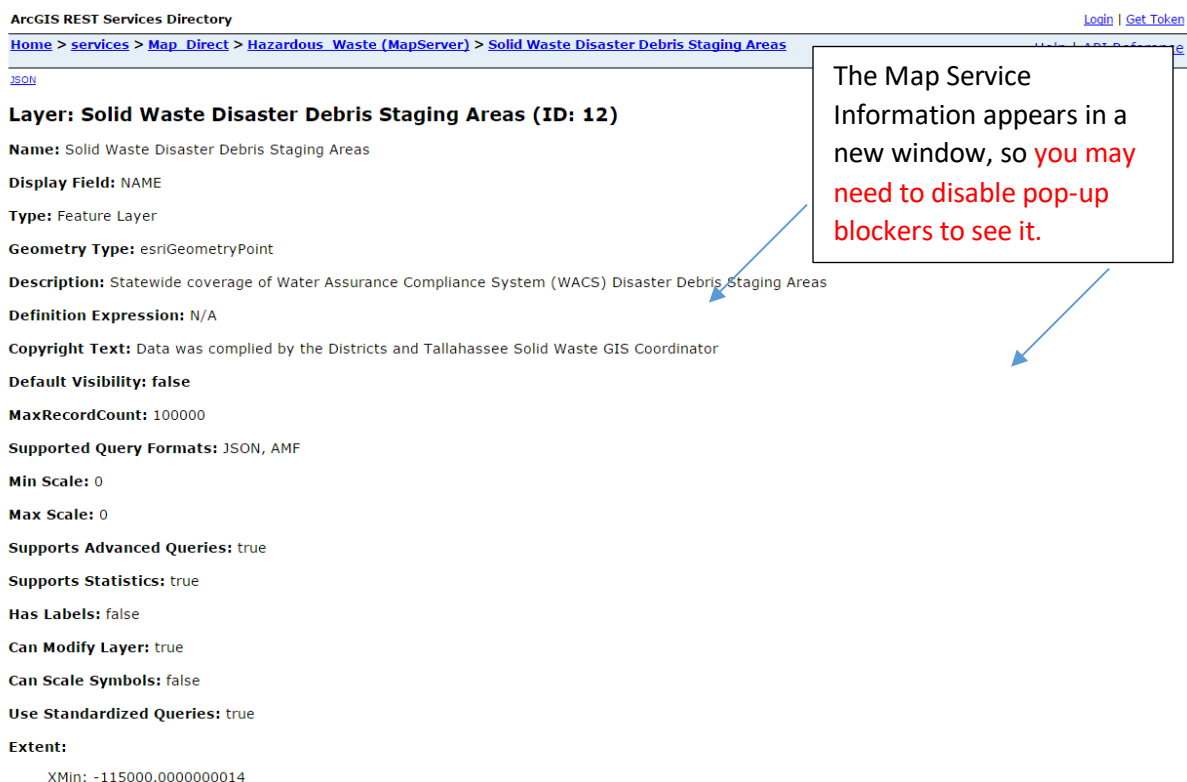 ArcGIS REST Services Directory
Login | Get Token
Home > services > Map_Direct > Hazardous_Waste (MapServer) > Solid Waste Disaster Debris Staging Areas
Help | API Reference
JSON
The Map Service
Information appears in a
new window, so you may
need to disable pop-up
blockers to see it.
Layer: Solid Waste Disaster Debris Staging Areas (ID: 12)
Name: Solid Waste Disaster Debris Staging Areas
Display Field: NAME
Type: Feature Layer
Geometry Type: esriGeometryPoint
Description: Statewide coverage of Water Assurance Compliance System (WACS) Disaster Debris Staging Areas
Definition Expression: N/A
Copyright Text: Data was complied by the Districts and Tallahassee Solid Waste GIS Coordinator
Default Visibility: false
MaxRecordCount: 100000
Supported Query Formats: JSON, AMF
Min Scale: 0
Max Scale: 0
Supports Advanced Queries: true
Supports Statistics: true
Has Labels: false
Can Modify Layer: true
Can Scale Symbols: false
Use Standardized Queries: true
Extent:
XMin: -115000.0000000014